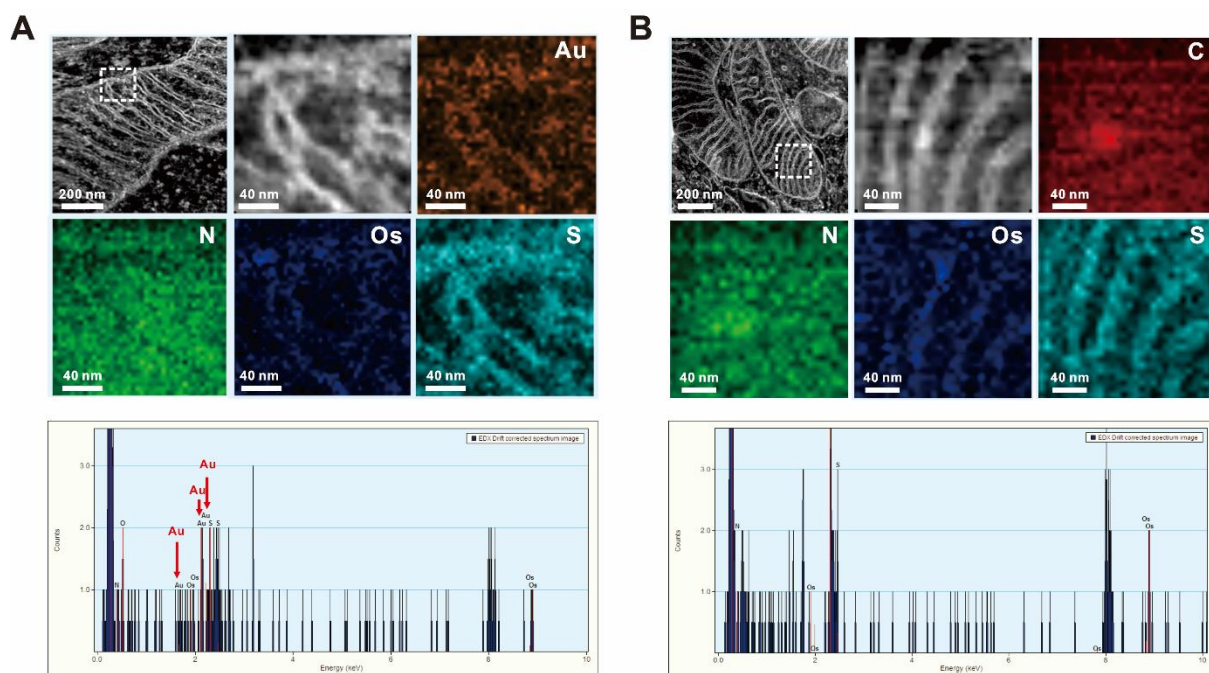 A
Au
200 nm
40 nm
40 nm
N
Os
S
40 nm
40 nm
40 nm
B
C
200 nm
40 nm
40 nm
N
Os
S
40 nm
40 nm
40 nm
EDX Drift corrected spectrum image
Au
Au
Au
Au
Au S S
O
N
Au
Os
Os
Os
Os
Counts
3.0
2.0
1.0
0.0 2 4 6 8 10
Energy (keV)
EDX Drift corrected spectrum image
S
N
Os
Os
Os
Os
Os
Counts
3.0
2.0
1.0
0.0 2 4 6 8 10
Energy (keV)